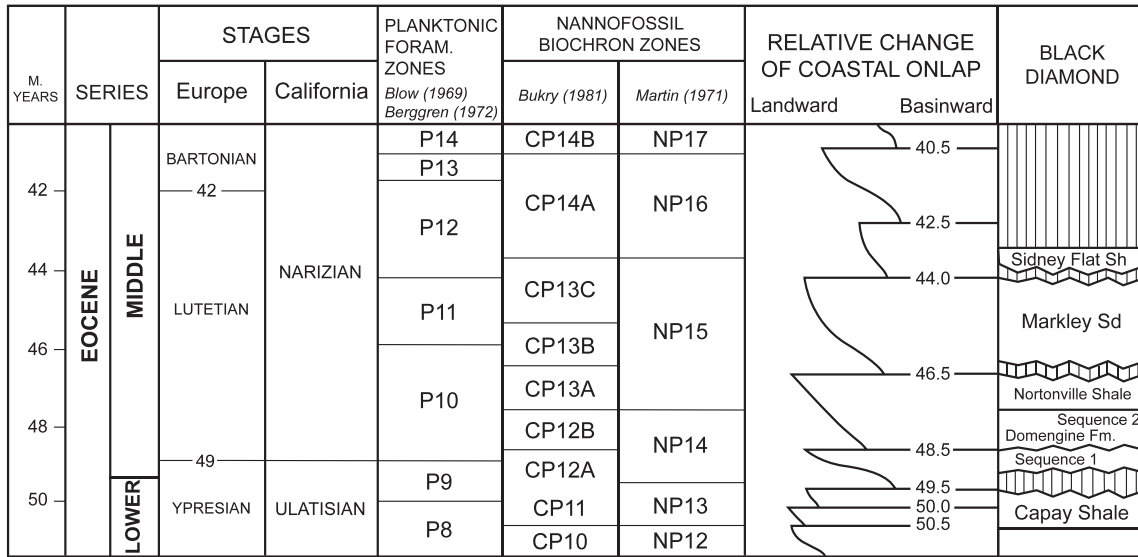 M.
YEARS
SERIES
STAGES
Europe
California
PLANKTONIC
FORAM.
ZONES
Blow (1969)
Berggren (1972)
NANNOFOSSIL
BIOCHRON ZONES
Bukry (1981)
Martin (1971)
RELATIVE CHANGE
OF COASTAL ONLAP
Landward
Basinward
BLACK
DIAMOND
42
44
46
48
50
EOCENE
MIDDLE
LOWER
BARTONIAN
42
LUTETIAN
49
YPRESIAN
NARIZIAN
ULATISIAN
P14
P13
P12
P11
P10
P9
P8
CP14B
CP14A
CP13C
CP13B
CP13A
CP12B
CP12A
CP11
CP10
NP17
NP16
NP15
NP14
NP13
NP12
40.5
42.5
44.0
46.5
48.5
49.5
50.0
50.5
Sidney Flat Sh
Markley Sd
Nortonville Shale
Sequence 2
Domengine Fm.
Sequence 1
Capay Shale